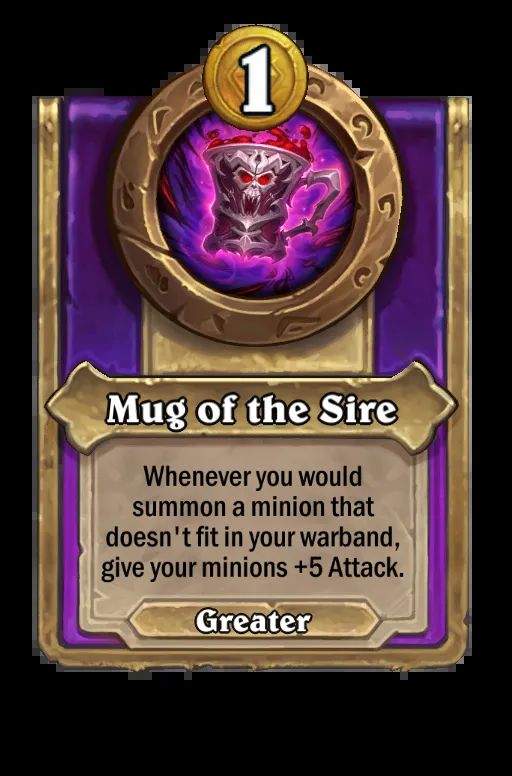 1
Mug of the Sire
Whenever you would
summon a minion that
doesn't fit in your warband,
give your minions +5 Attack.
Greater